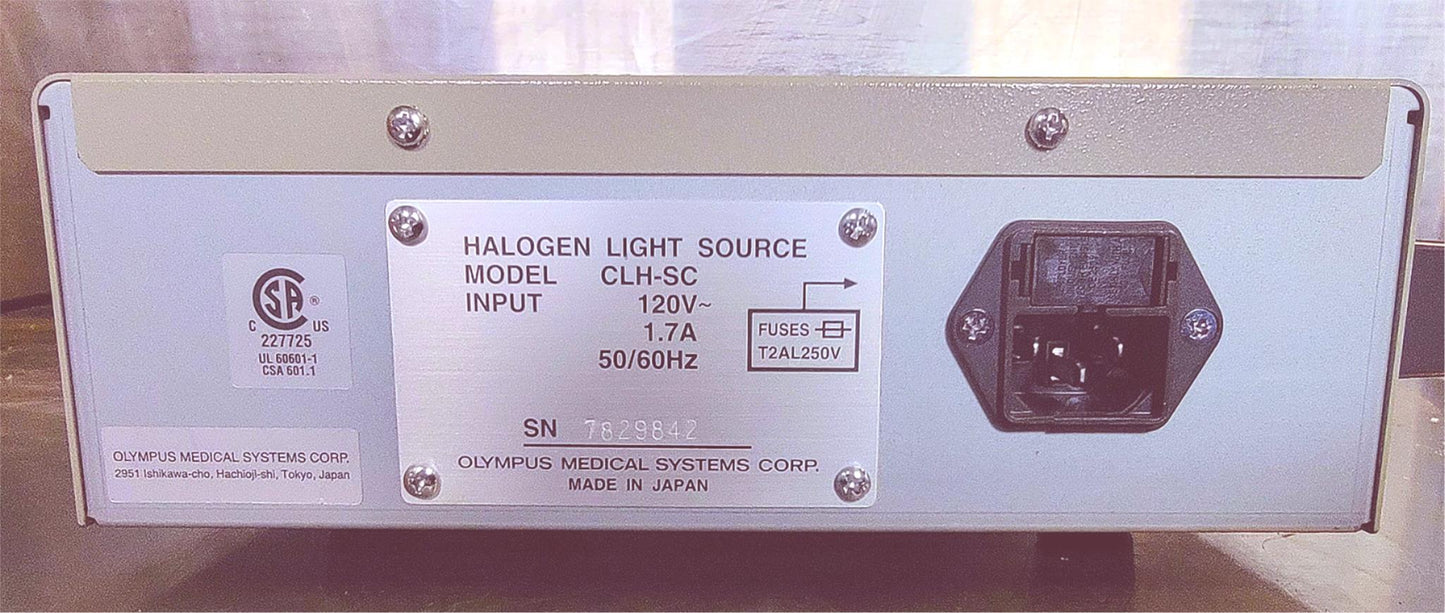 HALOGEN LIGHT SOURCE
MODEL CLH-SC
INPUT 120V~
1.7A
50/60Hz
FUSES
T2AL250V
SN 7829842
OLYMPUS MEDICAL SYSTEMS CORP.
MADE IN JAPAN
CSA ®
C US
227725
UL 60601-1
CSA 601.1
OLYMPUS MEDICAL SYSTEMS CORP.
2951 Ishikawa-cho, Hachioji-shi, Tokyo, Japan